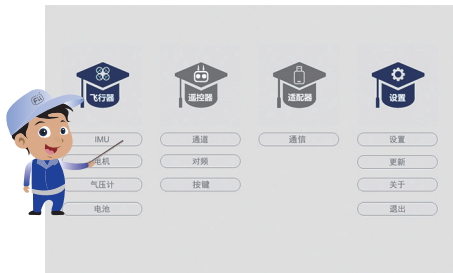 飞行器 遥控器 适配器 设置
IMU 通道 通信 设置
电机 对频 更新
气压计 按键 关于
电池 退出